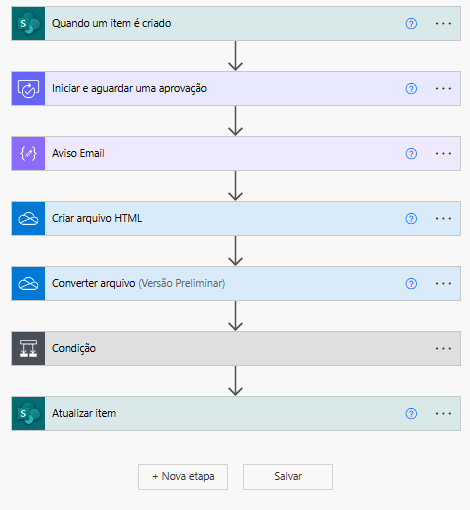 Quando um item é criado
Iniciar e aguardar uma aprovação
Aviso Email
Criar arquivo HTML
Converter arquivo (Versão Preliminar)
Condição
Atualizar item
+ Nova etapa Salvar